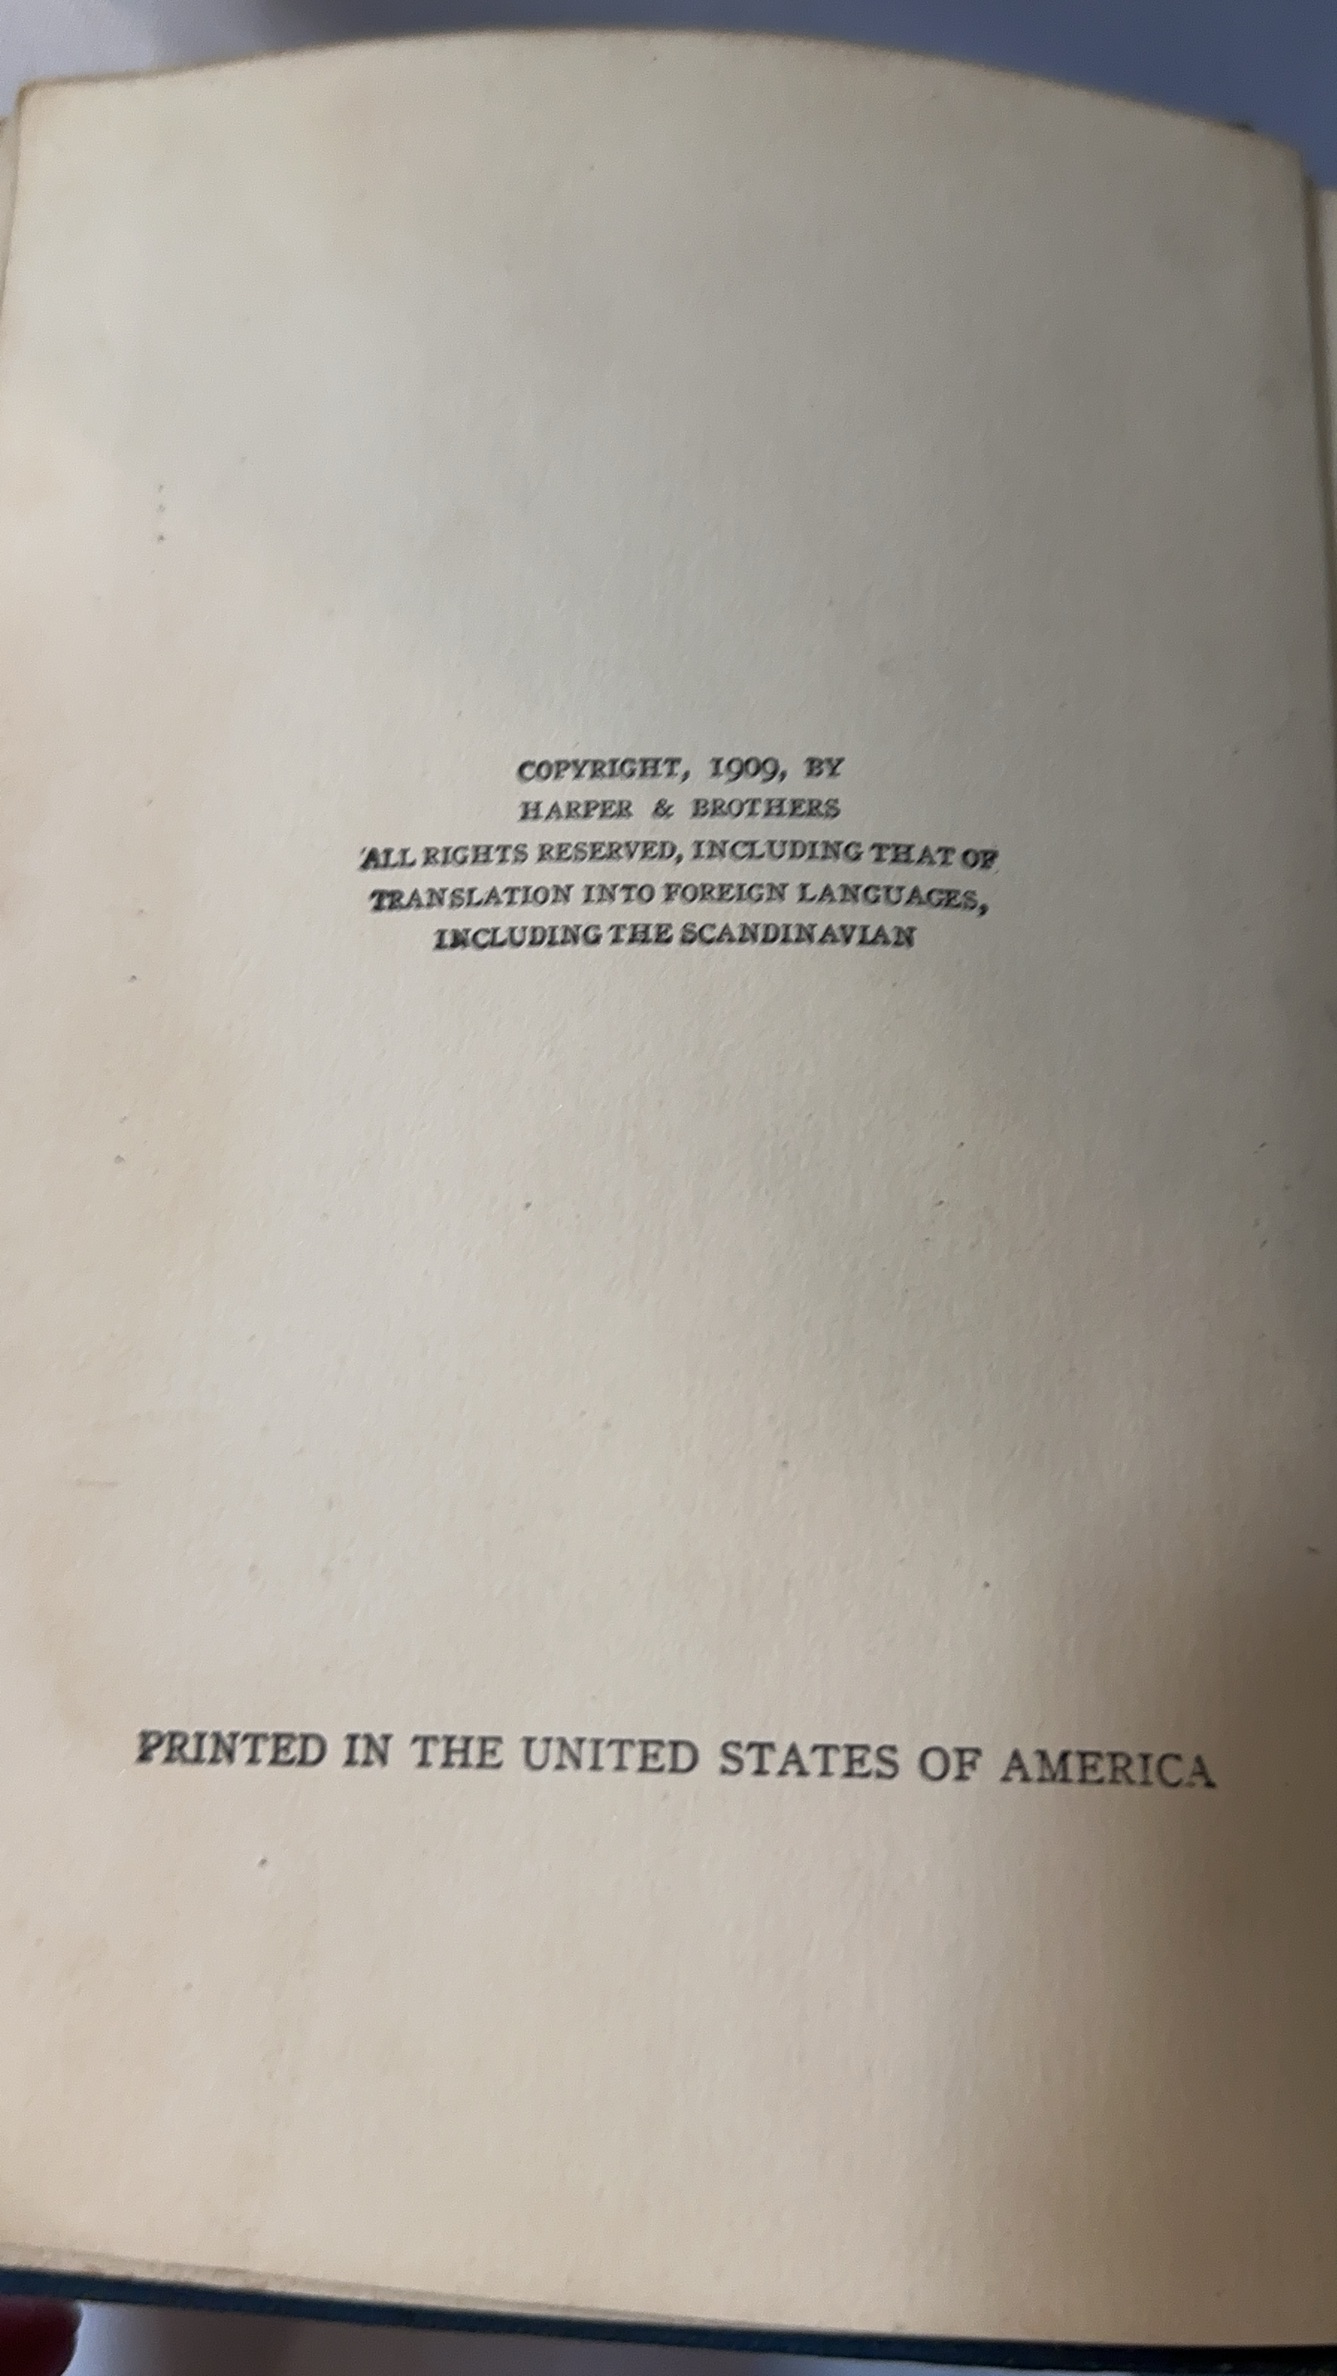 COPYRIGHT, 1909, BY
HARPER & BROTHERS
ALL RIGHTS RESERVED, INCLUDING THAT OF
TRANSLATION INTO FOREIGN LANGUAGES,
INCLUDING THE SCANDINAVIAN
PRINTED IN THE UNITED STATES OF AMERICA